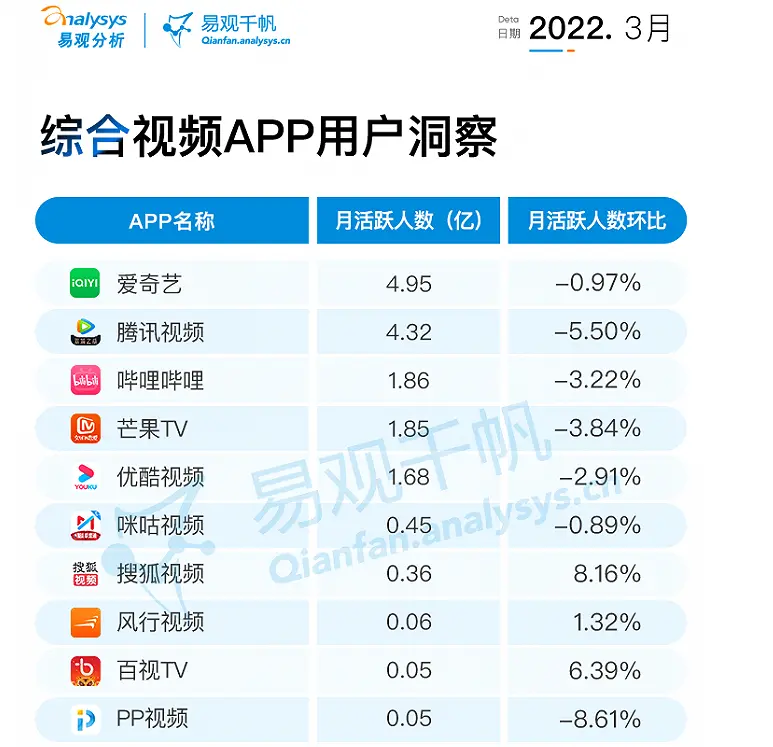 analysys
易观分析
易观千帆
Qianfan.analysys.cn
Deta
日期
2022. 3月
综合视频APP用户洞察
APP名称 月活跃人数（亿） 月活跃人数环比
iQIYI 爱奇艺 4.95 -0.97%
腾讯视频 4.32 -5.50%
bilibili 哔哩哔哩 1.86 -3.22%
芒果TV 1.85 -3.84%
YOUKU 优酷视频 1.68 -2.91%
咪咕视频 0.45 -0.89%
搜狐视频 搜狐视频 0.36 8.16%
风行视频 0.06 1.32%
百视TV 0.05 6.39%
PP视频 0.05 -8.61%
易观千帆
Qianfan.analysys.cn